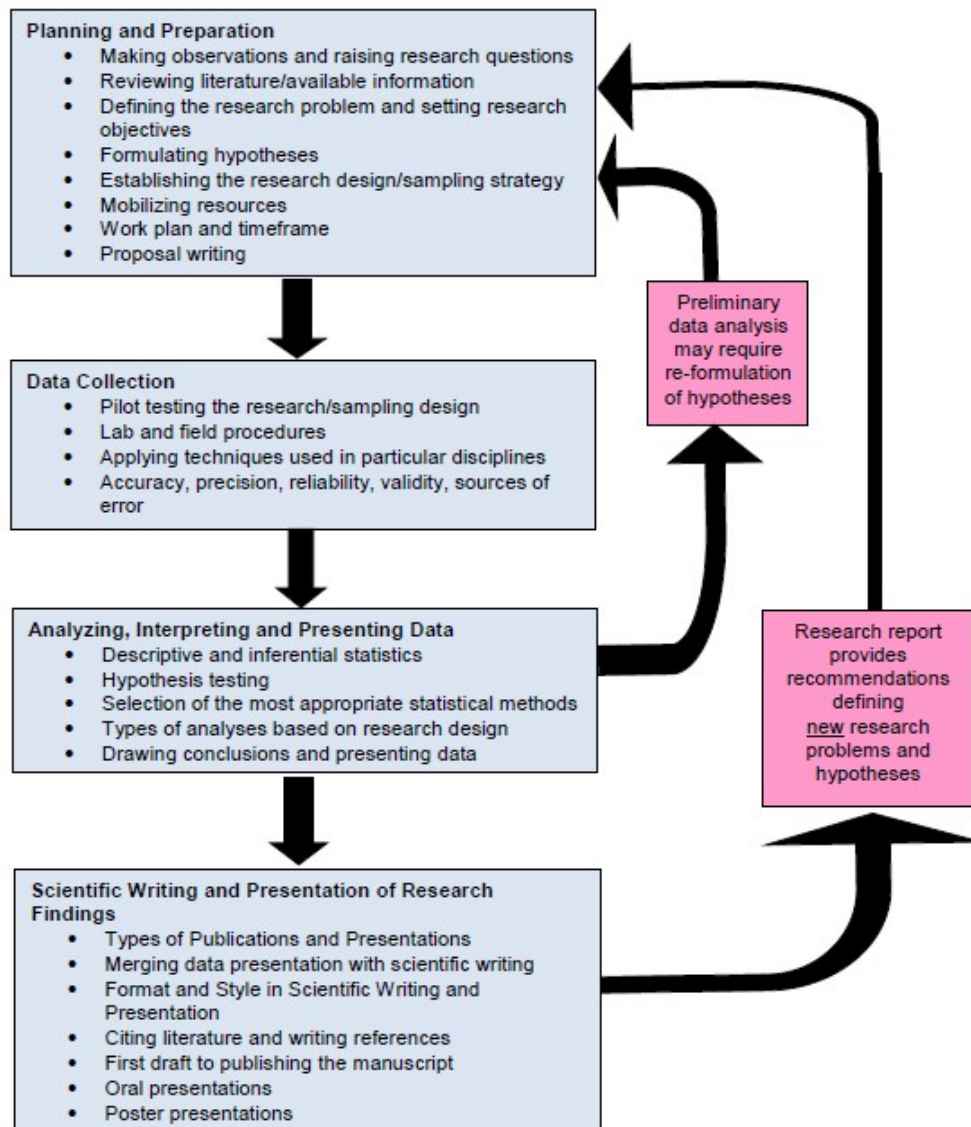 Planning and Preparation
• Making observations and raising research questions
• Reviewing literature/available information
• Defining the research problem and setting research
objectives
• Formulating hypotheses
• Establishing the research design/sampling strategy
• Mobilizing resources
• Work plan and timeframe
• Proposal writing
Preliminary
data analysis
may require
re-formulation
of hypotheses
Data Collection
• Pilot testing the research/sampling design
• Lab and field procedures
• Applying techniques used in particular disciplines
• Accuracy, precision, reliability, validity, sources of
error
Analyzing, Interpreting and Presenting Data
• Descriptive and inferential statistics
• Hypothesis testing
• Selection of the most appropriate statistical methods
• Types of analyses based on research design
• Drawing conclusions and presenting data
Research report
provides
recommendations
defining
new research
problems and
hypotheses
Scientific Writing and Presentation of Research
Findings
• Types of Publications and Presentations
• Merging data presentation with scientific writing
• Format and Style in Scientific Writing and
Presentation
• Citing literature and writing references
• First draft to publishing the manuscript
• Oral presentations
• Poster presentations